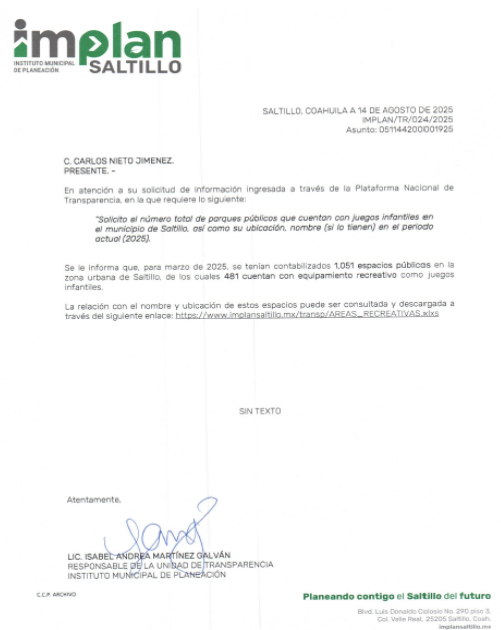 implan
INSTITUTO MUNICIPAL
DE PLANEACIÓN
SALTILLO
SALTILLO, COAHUILA A 14 DE AGOSTO DE 2025
IMPLAN/TR/024/2025
Asunto: 051144200001925
C. CARLOS NIETO JIMENEZ.
PRESENTE. -
En atención a su solicitud de información ingresada a través de la Plataforma Nacional de
Transparencia, en la que requiere lo siguiente:
"Solicito el número total de parques públicos que cuentan con juegos infantiles en
el municipio de Saltillo, así como su ubicación, nombre (si lo tienen) en el periodo
actual (2025).
Se le informa que, para marzo de 2025, se tenían contabilizados 1,051 espacios públicos en la
zona urbana de Saltillo, de los cuales 481 cuentan con equipamiento recreativo como juegos
infantiles.
La relación con el nombre y ubicación de estos espacios puede ser consultada y descargada a
través del siguiente enlace: https://www.implansaltillo.mx/transp/AREAS_RECREATIVAS.xlxs
SIN TEXTO
Atentamente,
LIC. ISABEL ANDREA MARTÍNEZ GALVÁN
RESPONSABLE DE LA UNIDAD DE TRANSPARENCIA
INSTITUTO MUNICIPAL DE PLANEACIÓN
C.C.P. ARCHIVO
Planeando contigo el Saltillo del futuro
Blvd. Luis Donaldo Colosio No. 290 piso 3,
Col. Valle Real, 25205 Saltillo, Coah.
implansaltillo.mx